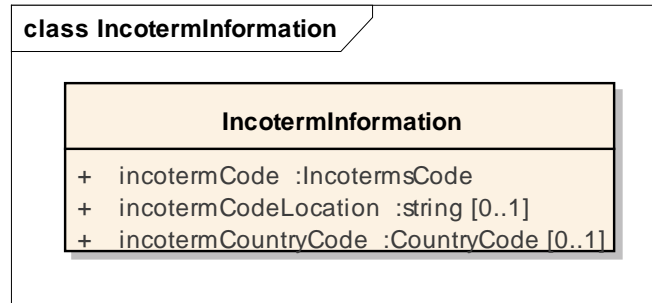 class IncotermInformation
IncotermInformation
+ incotermCode :IncotermsCode
+ incotermCodeLocation :string [0..1]
+ incotermCountryCode :CountryCode [0..1]